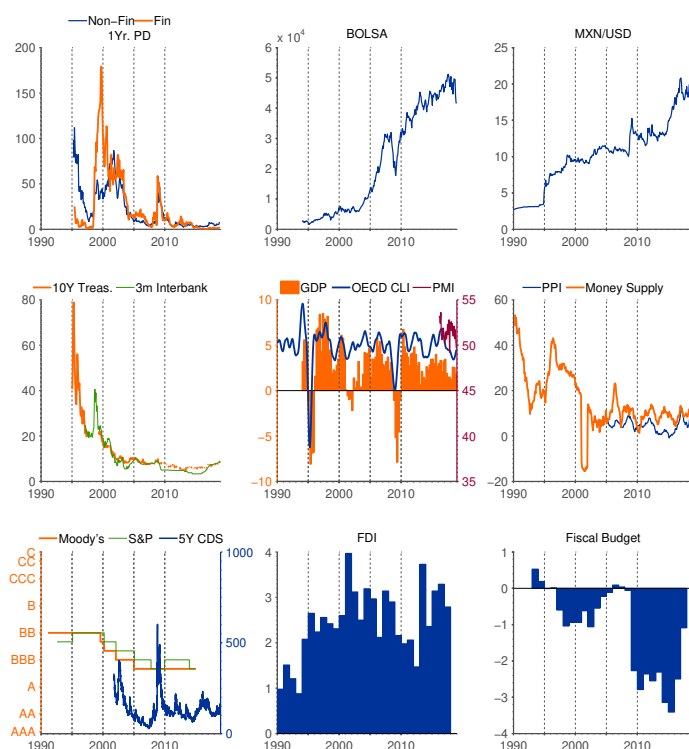 Non−Fin Fin
1Yr. PD
200
150
100
50
0
1990 2000 2010
x 10^4
BOLSA
6
5
4
3
2
1
0
1990 2000 2010
MXN/USD
25
20
15
10
5
0
1990 2000 2010
10Y Treas. 3m Interbank
80
60
40
20
0
1990 2000 2010
GDP OECD CLI PMI
10 55
5 50
0 45
−5 40
−10 35
1990 2000 2010
PPI Money Supply
60
40
20
0
−20
1990 2000 2010
Moody's S&P 5Y CDS
C 1000
CC
CCC
B
BB 500
BBB
A
AA
AAA 0
1990 2000 2010
FDI
4
3
2
1
0
1990 2000 2010
Fiscal Budget
1
0
−1
−2
−3
−4
1990 2000 2010